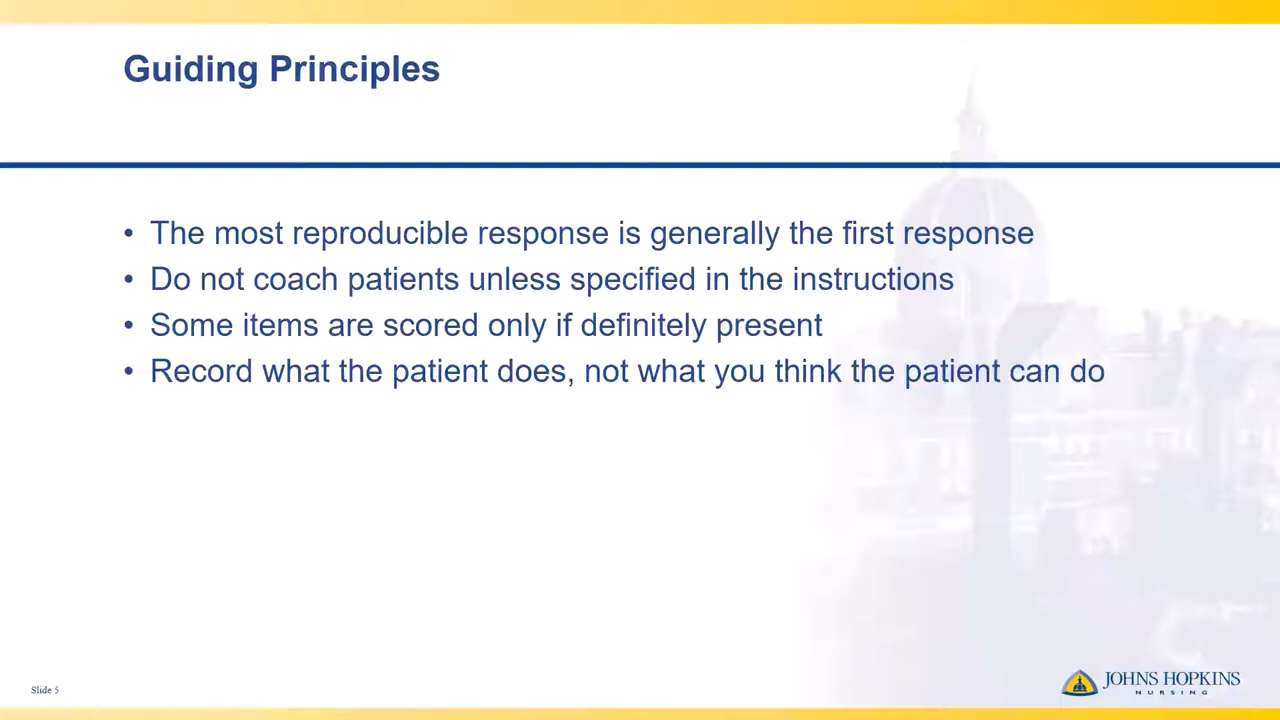 Guiding Principles
• The most reproducible response is generally the first response
• Do not coach patients unless specified in the instructions
• Some items are scored only if definitely present
• Record what the patient does, not what you think the patient can do
Slide 5
JOHNS HOPKINS
NURSING